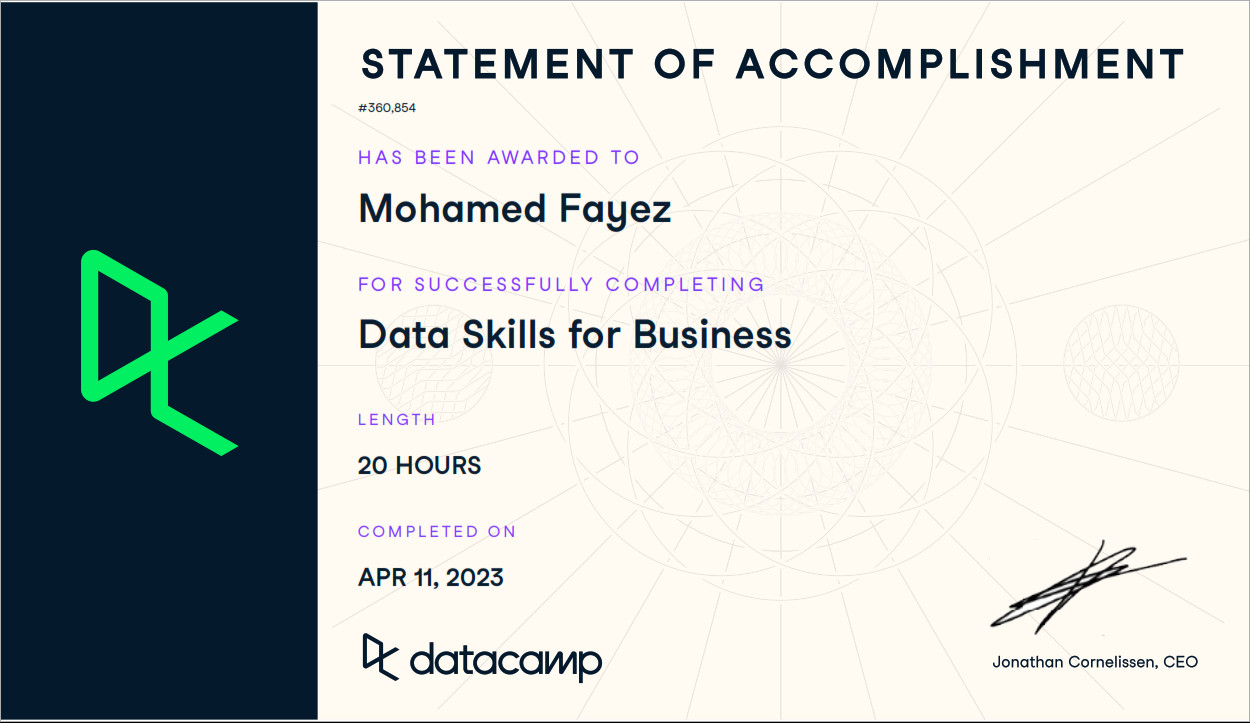 STATEMENT OF ACCOMPLISHMENT
#360,854
HAS BEEN AWARDED TO
Mohamed Fayez
FOR SUCCESSFULLY COMPLETING
Data Skills for Business
LENGTH
20 HOURS
COMPLETED ON
APR 11, 2023
datacamp
Jonathan Cornelissen, CEO